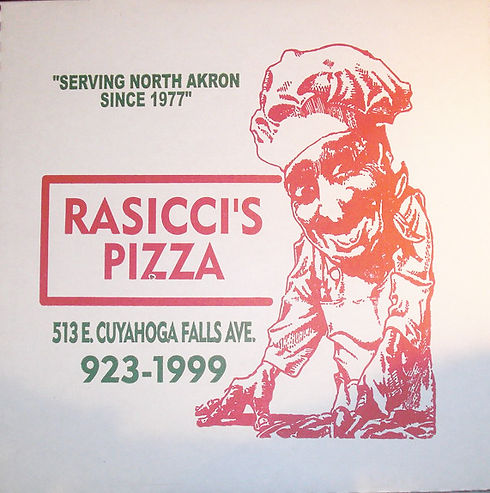 "SERVING NORTH AKRON
SINCE 1977"
RASICCI'S
PIZZA
513 E. CUYAHOGA FALLS AVE.
923-1999